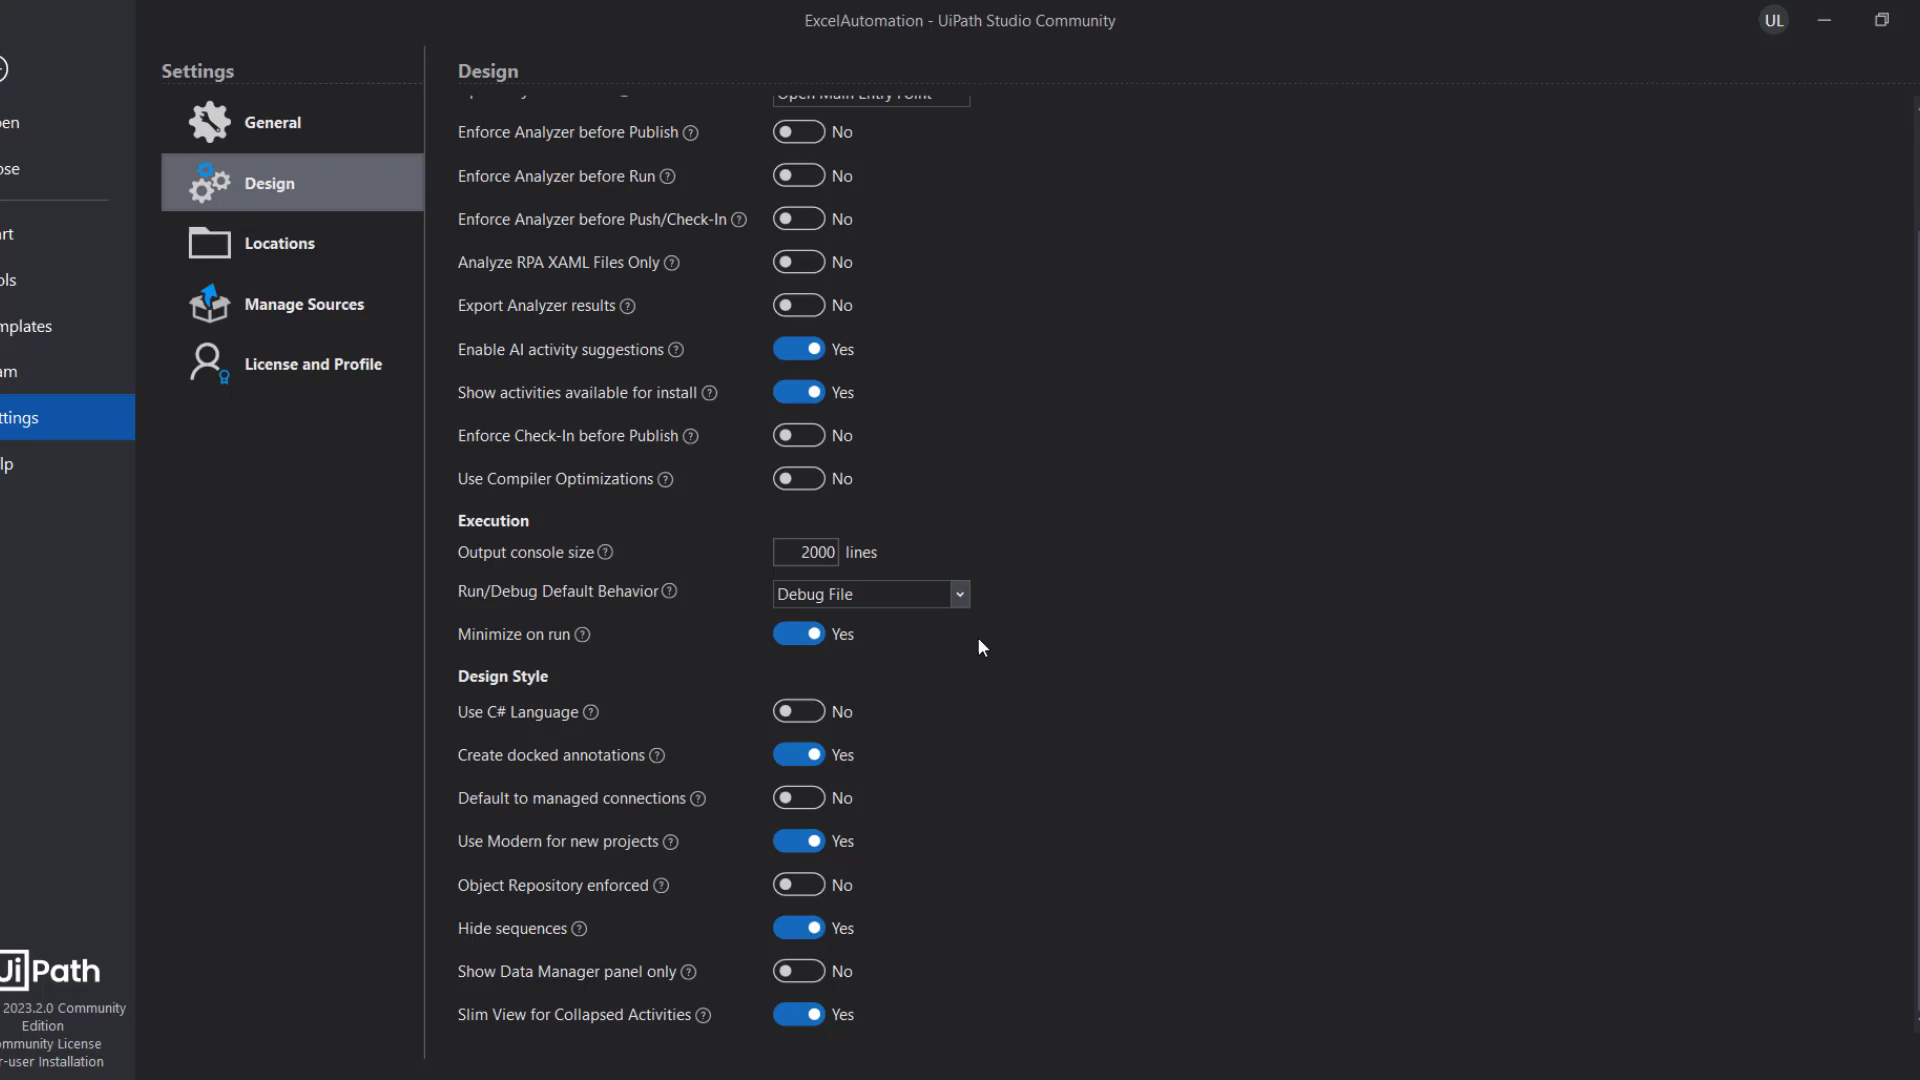 ExcelAutomation - UiPath Studio Community
UL
Settings
Design
General
Design
Locations
Manage Sources
License and Profile
en
ose
rt
ols
mplates
am
ttings
lp
UiPath
2023.2.0 Community
Edition
ommunity License
r-user Installation
Open Main Entry Point
Enforce Analyzer before Publish ? No
Enforce Analyzer before Run ? No
Enforce Analyzer before Push/Check-In ? No
Analyze RPA XAML Files Only ? No
Export Analyzer results ? No
Enable AI activity suggestions ? Yes
Show activities available for install ? Yes
Enforce Check-In before Publish ? No
Use Compiler Optimizations ? No
Execution
Output console size ? 2000 lines
Run/Debug Default Behavior ? Debug File
Minimize on run ? Yes
Design Style
Use C# Language ? No
Create docked annotations ? Yes
Default to managed connections ? No
Use Modern for new projects ? Yes
Object Repository enforced ? No
Hide sequences ? Yes
Show Data Manager panel only ? No
Slim View for Collapsed Activities ? Yes